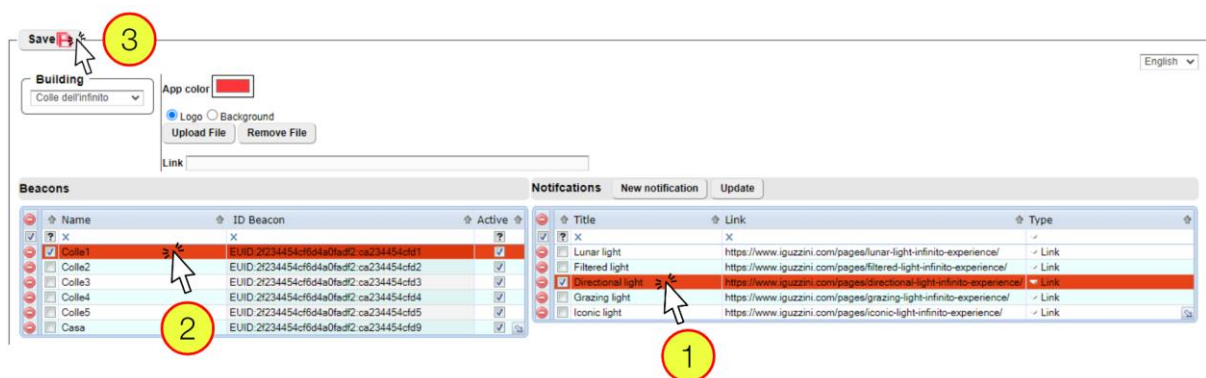 Save
3
English
Building
Colle dell'infinito
App color
Logo Background
Upload File Remove File
Link
Beacons
Name ID Beacon Active
? X X ?
Colle1 EUID:2f234454cf6d4a0fadf2:ca234454cfd1
Colle2 EUID:2f234454cf6d4a0fadf2:ca234454cfd2
Colle3 EUID:2f234454cf6d4a0fadf2:ca234454cfd3
Colle4 EUID:2f234454cf6d4a0fadf2:ca234454cfd4
Colle5 EUID:2f234454cf6d4a0fadf2:ca234454cfd5
Casa EUID:2f234454cf6d4a0fadf2:ca234454cfd9
2
Notifcations New notification Update
Title Link Type
? X X
Lunar light https://www.iguzzini.com/pages/lunar-light-infinito-experience/ Link
Filtered light https://www.iguzzini.com/pages/filtered-light-infinito-experience/ Link
Directional light https://www.iguzzini.com/pages/directional-light-infinito-experience/ Link
Grazing light https://www.iguzzini.com/pages/grazing-light-infinito-experience/ Link
Iconic light https://www.iguzzini.com/pages/iconic-light-infinito-experience/ Link
1